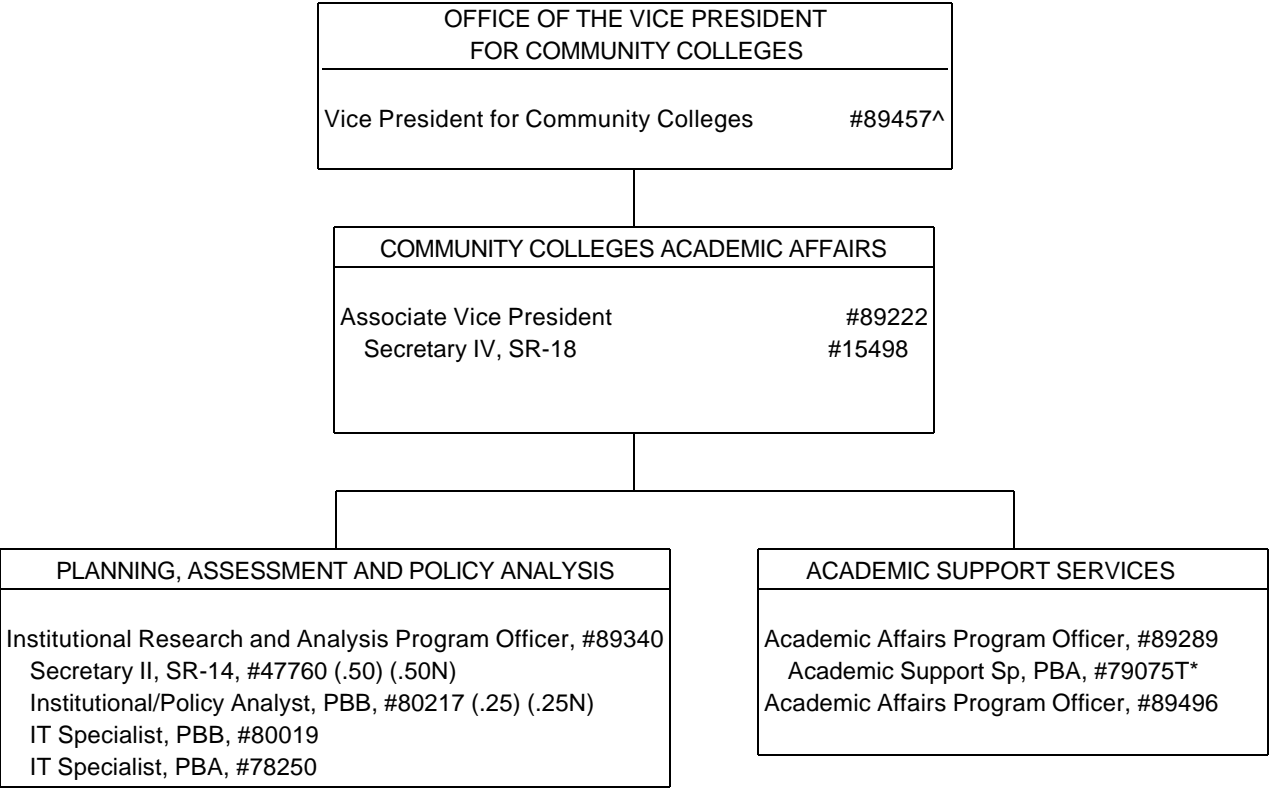 OFFICE OF THE VICE PRESIDENT
FOR COMMUNITY COLLEGES
Vice President for Community Colleges #89457^
COMMUNITY COLLEGES ACADEMIC AFFAIRS
Associate Vice President #89222
Secretary IV, SR-18 #15498
PLANNING, ASSESSMENT AND POLICY ANALYSIS
Institutional Research and Analysis Program Officer, #89340
Secretary II, SR-14, #47760 (.50) (.50N)
Institutional/Policy Analyst, PBB, #80217 (.25) (.25N)
IT Specialist, PBB, #80019
IT Specialist, PBA, #78250
ACADEMIC SUPPORT SERVICES
Academic Affairs Program Officer, #89289
Academic Support Sp, PBA, #79075T*
Academic Affairs Program Officer, #89496